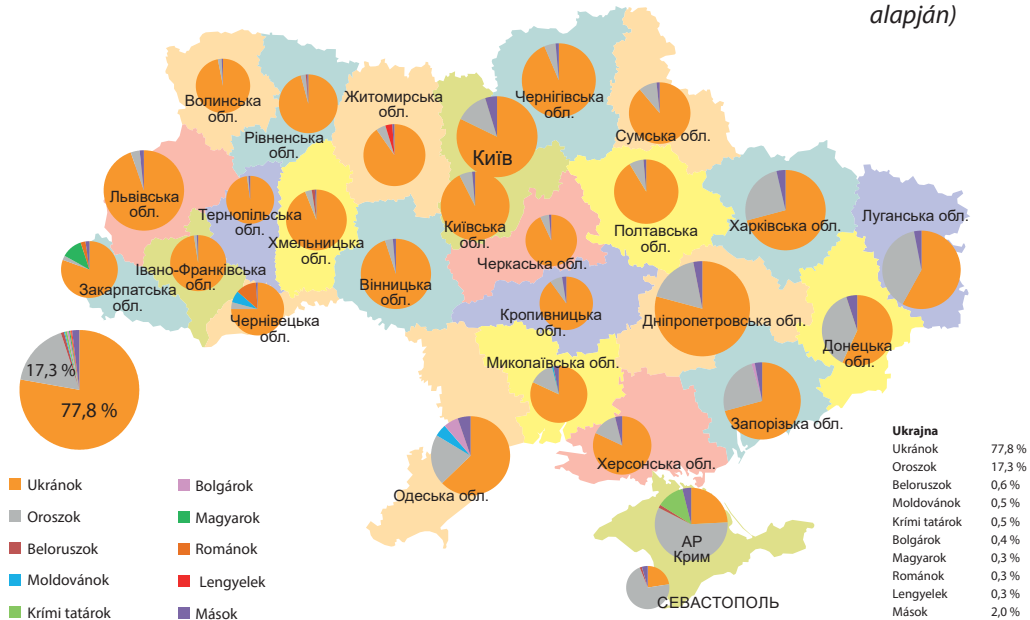 alapján)
Волинська
обл.
Рівненська
обл.
Житомирська
обл.
Київ
Чернігівська
обл.
Сумська обл.
Львівська
обл.
Тернопільська
обл.
Хмельницька
обл.
Київська
обл.
Полтавська
обл.
Харківська
обл.
Луганська обл.
Закарпатська
обл.
Івано-Франківська
обл.
Чернівецька
обл.
Вінницька
обл.
Черкаська обл.
Кропивницька
обл.
Дніпропетровська обл.
Донецька
обл.
Миколаївська обл.
Запорізька обл.
Одеська обл.
Херсонська обл.
АР
Крим
СЕВАСТОПОЛЬ
17,3 %
77,8 %
Ukránok
Oroszok
Beloruszok
Moldovánok
Krími tatárok
Bolgárok
Magyarok
Románok
Lengyelek
Mások
Ukrajna
Ukránok 77,8 %
Oroszok 17,3 %
Beloruszok 0,6 %
Moldovánok 0,5 %
Krími tatárok 0,5 %
Bolgárok 0,4 %
Magyarok 0,3 %
Románok 0,3 %
Lengyelek 0,3 %
Mások 2,0 %